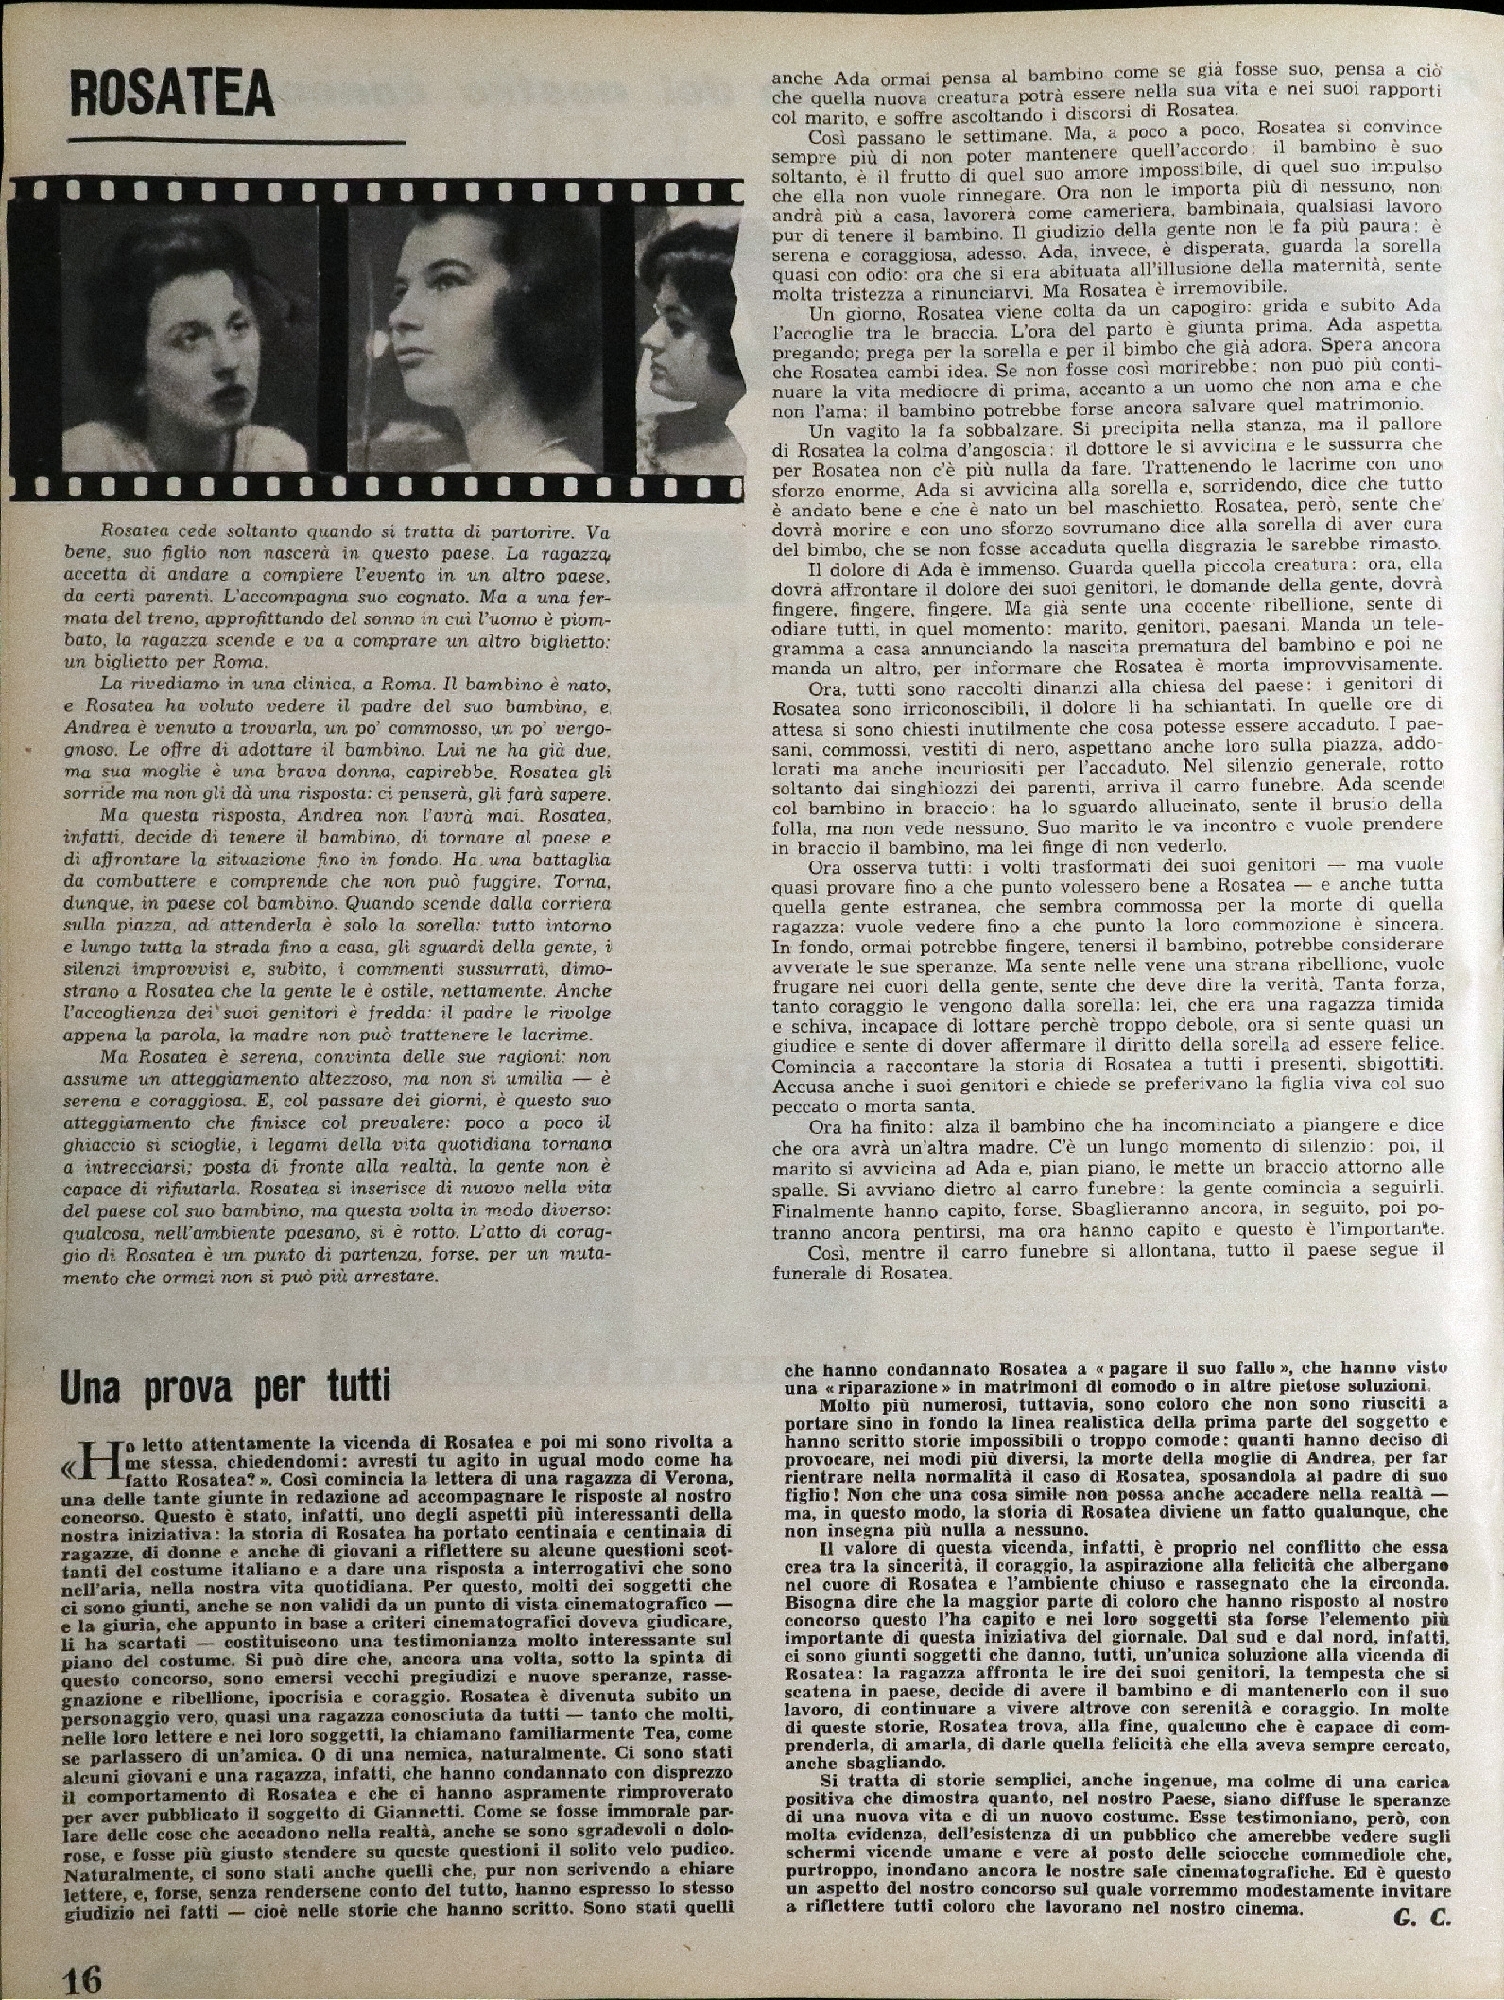 ROSATEA
Rosatea cede soltanto quando si tratta di partorire. Va
bene, suo figlio non nascerà in questo paese. La ragazza
accetta di andare a compiere l'evento in un altro paese,
da certi parenti. L'accompagna suo cognato. Ma a una fer-
mata del treno, approfittando del sonno in cui l'uomo è piom-
bato, la ragazza scende e va a comprare un altro biglietto:
un biglietto per Roma.
La rivediamo in una clinica, a Roma. Il bambino è nato,
e Rosatea ha voluto vedere il padre del suo bambino, e
Andrea è venuto a trovarla, un po' commosso, un po' vergo-
gnoso. Le offre di adottare il bambino. Lui ne ha già due,
ma sua moglie è una brava donna, capirebbe. Rosatea gli
sorride ma non gli dà una risposta: ci penserà, gli farà sapere.
Ma questa risposta, Andrea non l'avrà mai. Rosatea,
infatti, decide di tenere il bambino, di tornare al paese e
di affrontare la situazione fino in fondo. Ha una battaglia
da combattere e comprende che non può fuggire. Torna,
dunque, in paese col bambino. Quando scende dalla corriera
sulla piazza, ad attenderla è solo la sorella: tutto intorno
e lungo tutta la strada fino a casa, gli sguardi della gente, i
silenzi improvvisi e, subito, i commenti sussurrati, dimo-
strano a Rosatea che la gente le è ostile, nettamente. Anche
l'accoglienza dei suoi genitori è fredda: il padre le rivolge
appena la parola, la madre non può trattenere le lacrime.
Ma Rosatea è serena, convinta delle sue ragioni: non
assume un atteggiamento altezzoso, ma non si umilia — è
serena e coraggiosa. E, col passare dei giorni, è questo suo
atteggiamento che finisce col prevalere: poco a poco il
ghiaccio si scioglie, i legami della vita quotidiana tornano
a intrecciarsi; posta di fronte alla realtà, la gente non è
capace di rifiutarla. Rosatea si inserisce di nuovo nella vita
del paese col suo bambino, ma questa volta in modo diverso:
qualcosa, nell'ambiente paesano, si è rotto. L'atto di corag-
gio di Rosatea è un punto di partenza, forse, per un muta-
mento che ormai non si può più arrestare.
anche Ada ormai pensa al bambino come se già fosse suo, pensa a ciò
che quella nuova creatura potrà essere nella sua vita e nei suoi rapporti
col marito, e soffre ascoltando i discorsi di Rosatea.
Così passano le settimane. Ma, a poco a poco, Rosatea si convince
sempre più di non poter mantenere quell'accordo: il bambino è suo
soltanto, è il frutto di quel suo amore impossibile, di quel suo impulso
che ella non vuole rinnegare. Ora non le importa più di nessuno, non
andrà più a casa, lavorerà come cameriera, bambinaia, qualsiasi lavoro
pur di tenere il bambino. Il giudizio della gente non le fa più paura: è
serena e coraggiosa, adesso. Ada, invece, è disperata, guarda la sorella
quasi con odio: ora che si era abituata all'illusione della maternità, sente
molta tristezza a rinunciarvi. Ma Rosatea è irremovibile.
Un giorno, Rosatea viene colta da un capogiro: grida e subito Ada
l'accoglie tra le braccia. L'ora del parto è giunta prima. Ada aspetta
pregando; prega per la sorella e per il bimbo che già adora. Spera ancora
che Rosatea cambi idea. Se non fosse così morirebbe: non può più conti-
nuare la vita mediocre di prima, accanto a un uomo che non ama e che
non l'ama; il bambino potrebbe forse ancora salvare quel matrimonio.
Un vagito la fa sobbalzare. Si precipita nella stanza, ma il pallore
di Rosatea la colma d'angoscia: il dottore le si avvicina e le sussurra che
per Rosatea non c'è più nulla da fare. Trattenendo le lacrime con uno
sforzo enorme, Ada si avvicina alla sorella e, sorridendo, dice che tutto
è andato bene e che è nato un bel maschietto. Rosatea, però, sente che
dovrà morire e con uno sforzo sovrumano dice alla sorella di aver cura
del bimbo, che se non fosse accaduta quella disgrazia le sarebbe rimasto.
Il dolore di Ada è immenso. Guarda quella piccola creatura: ora, ella
dovrà affrontare il dolore dei suoi genitori, le domande della gente, dovrà
fingere, fingere, fingere. Ma già sente una cocente ribellione, sente di
odiare tutti, in quel momento: marito, genitori, paesani. Manda un tele-
gramma a casa annunciando la nascita prematura del bambino e poi ne
manda un altro, per informare che Rosatea è morta improvvisamente.
Ora, tutti sono raccolti dinanzi alla chiesa del paese: i genitori di
Rosatea sono irriconoscibili, il dolore li ha schiantati. In quelle ore di
attesa si sono chiesti inutilmente che cosa potesse essere accaduto. I pae-
sani, commossi, vestiti di nero, aspettano anche loro sulla piazza, addo-
lorati ma anche incuriositi per l'accaduto. Nel silenzio generale, rotto
soltanto dai singhiozzi dei parenti, arriva il carro funebre. Ada scende
col bambino in braccio: ha lo sguardo allucinato, sente il brusio della
folla, ma non vede nessuno. Suo marito le va incontro e vuole prendere
in braccio il bambino, ma lei finge di non vederlo.
Ora osserva tutti: i volti trasformati dei suoi genitori — ma vuole
quasi provare fino a che punto volessero bene a Rosatea — e anche tutta
quella gente estranea, che sembra commossa per la morte di quella
ragazza: vuole vedere fino a che punto la loro commozione è sincera.
In fondo, ormai potrebbe fingere, tenersi il bambino, potrebbe considerare
avverate le sue speranze. Ma sente nelle vene una strana ribellione, vuole
frugare nei cuori della gente, sente che deve dire la verità. Tanta forza,
tanto coraggio le vengono dalla sorella: lei, che era una ragazza timida
e schiva, incapace di lottare perchè troppo debole, ora si sente quasi un
giudice e sente di dover affermare il diritto della sorella ad essere felice.
Comincia a raccontare la storia di Rosatea a tutti i presenti, sbigottiti.
Accusa anche i suoi genitori e chiede se preferivano la figlia viva col suo
peccato o morta santa.
Ora ha finito: alza il bambino che ha incominciato a piangere e dice
che ora avrà un'altra madre. C'è un lungo momento di silenzio: poi, il
marito si avvicina ad Ada e, pian piano, le mette un braccio attorno alle
spalle. Si avviano dietro al carro funebre: la gente comincia a seguirli.
Finalmente hanno capito, forse. Sbaglieranno ancora, in seguito, poi po-
tranno ancora pentirsi, ma ora hanno capito e questo è l'importante.
Così, mentre il carro funebre si allontana, tutto il paese segue il
funerale di Rosatea.
Una prova per tutti
«Ho letto attentamente la vicenda di Rosatea e poi mi sono rivolta a
me stessa, chiedendomi: avresti tu agito in ugual modo come ha
fatto Rosatea?». Così comincia la lettera di una ragazza di Verona,
una delle tante giunte in redazione ad accompagnare le risposte al nostro
concorso. Questo è stato, infatti, uno degli aspetti più interessanti della
nostra iniziativa: la storia di Rosatea ha portato centinaia e centinaia di
ragazze, di donne e anche di giovani a riflettere su alcune questioni scot-
tanti del costume italiano e a dare una risposta a interrogativi che sono
nell'aria, nella nostra vita quotidiana. Per questo, molti dei soggetti che
ci sono giunti, anche se non validi da un punto di vista cinematografico —
e la giuria, che appunto in base a criteri cinematografici doveva giudicare,
li ha scartati — costituiscono una testimonianza molto interessante sul
piano del costume. Si può dire che, ancora una volta, sotto la spinta di
questo concorso, sono emersi vecchi pregiudizi e nuove speranze, rasse-
gnazione e ribellione, ipocrisia e coraggio. Rosatea è divenuta subito un
personaggio vero, quasi una ragazza conosciuta da tutti — tanto che molti,
nelle loro lettere e nei loro soggetti, la chiamano familiarmente Tea, come
se parlassero di un'amica. O di una nemica, naturalmente. Ci sono stati
alcuni giovani e una ragazza, infatti, che hanno condannato con disprezzo
il comportamento di Rosatea e che ci hanno aspramente rimproverato
per aver pubblicato il soggetto di Giannetti. Come se fosse immorale par-
lare delle cose che accadono nella realtà, anche se sono sgradevoli o dolo-
rose, e fosse più giusto stendere su queste questioni il solito velo pudico.
Naturalmente, ci sono stati anche quelli che, pur non scrivendo a chiare
lettere, e, forse, senza rendersene conto del tutto, hanno espresso lo stesso
giudizio nei fatti — cioè nelle storie che hanno scritto. Sono stati quelli
che hanno condannato Rosatea a « pagare il suo fallo », che hanno visto
una « riparazione » in matrimoni di comodo o in altre pietose soluzioni.
Molto più numerosi, tuttavia, sono coloro che non sono riusciti a
portare sino in fondo la linea realistica della prima parte del soggetto e
hanno scritto storie impossibili o troppo comode: quanti hanno deciso di
provocare, nei modi più diversi, la morte della moglie di Andrea, per far
rientrare nella normalità il caso di Rosatea, sposandola al padre di suo
figlio! Non che una cosa simile non possa anche accadere nella realtà —
ma, in questo modo, la storia di Rosatea diviene un fatto qualunque, che
non insegna più nulla a nessuno.
Il valore di questa vicenda, infatti, è proprio nel conflitto che essa
crea tra la sincerità, il coraggio, la aspirazione alla felicità che albergano
nel cuore di Rosatea e l'ambiente chiuso e rassegnato che la circonda.
Bisogna dire che la maggior parte di coloro che hanno risposto al nostro
concorso questo l'ha capito e nei loro soggetti sta forse l'elemento più
importante di questa iniziativa del giornale. Dal sud e dal nord, infatti,
ci sono giunti soggetti che danno, tutti, un'unica soluzione alla vicenda di
Rosatea: la ragazza affronta le ire dei suoi genitori, la tempesta che si
scatena in paese, decide di avere il bambino e di mantenerlo con il suo
lavoro, di continuare a vivere altrove con serenità e coraggio. In molte
di queste storie, Rosatea trova, alla fine, qualcuno che è capace di com-
prenderla, di amarla, di darle quella felicità che ella aveva sempre cercato,
anche sbagliando.
Si tratta di storie semplici, anche ingenue, ma colme di una carica
positiva che dimostra quanto, nel nostro Paese, siano diffuse le speranze
di una nuova vita e di un nuovo costume. Esse testimoniano, però, con
molta evidenza, dell'esistenza di un pubblico che amerebbe vedere sugli
schermi vicende umane e vere al posto delle sciocche commediole che,
purtroppo, inondano ancora le nostre sale cinematografiche. Ed è questo
un aspetto del nostro concorso sul quale vorremmo modestamente invitare
a riflettere tutti coloro che lavorano nel nostro cinema.
G. C.
16